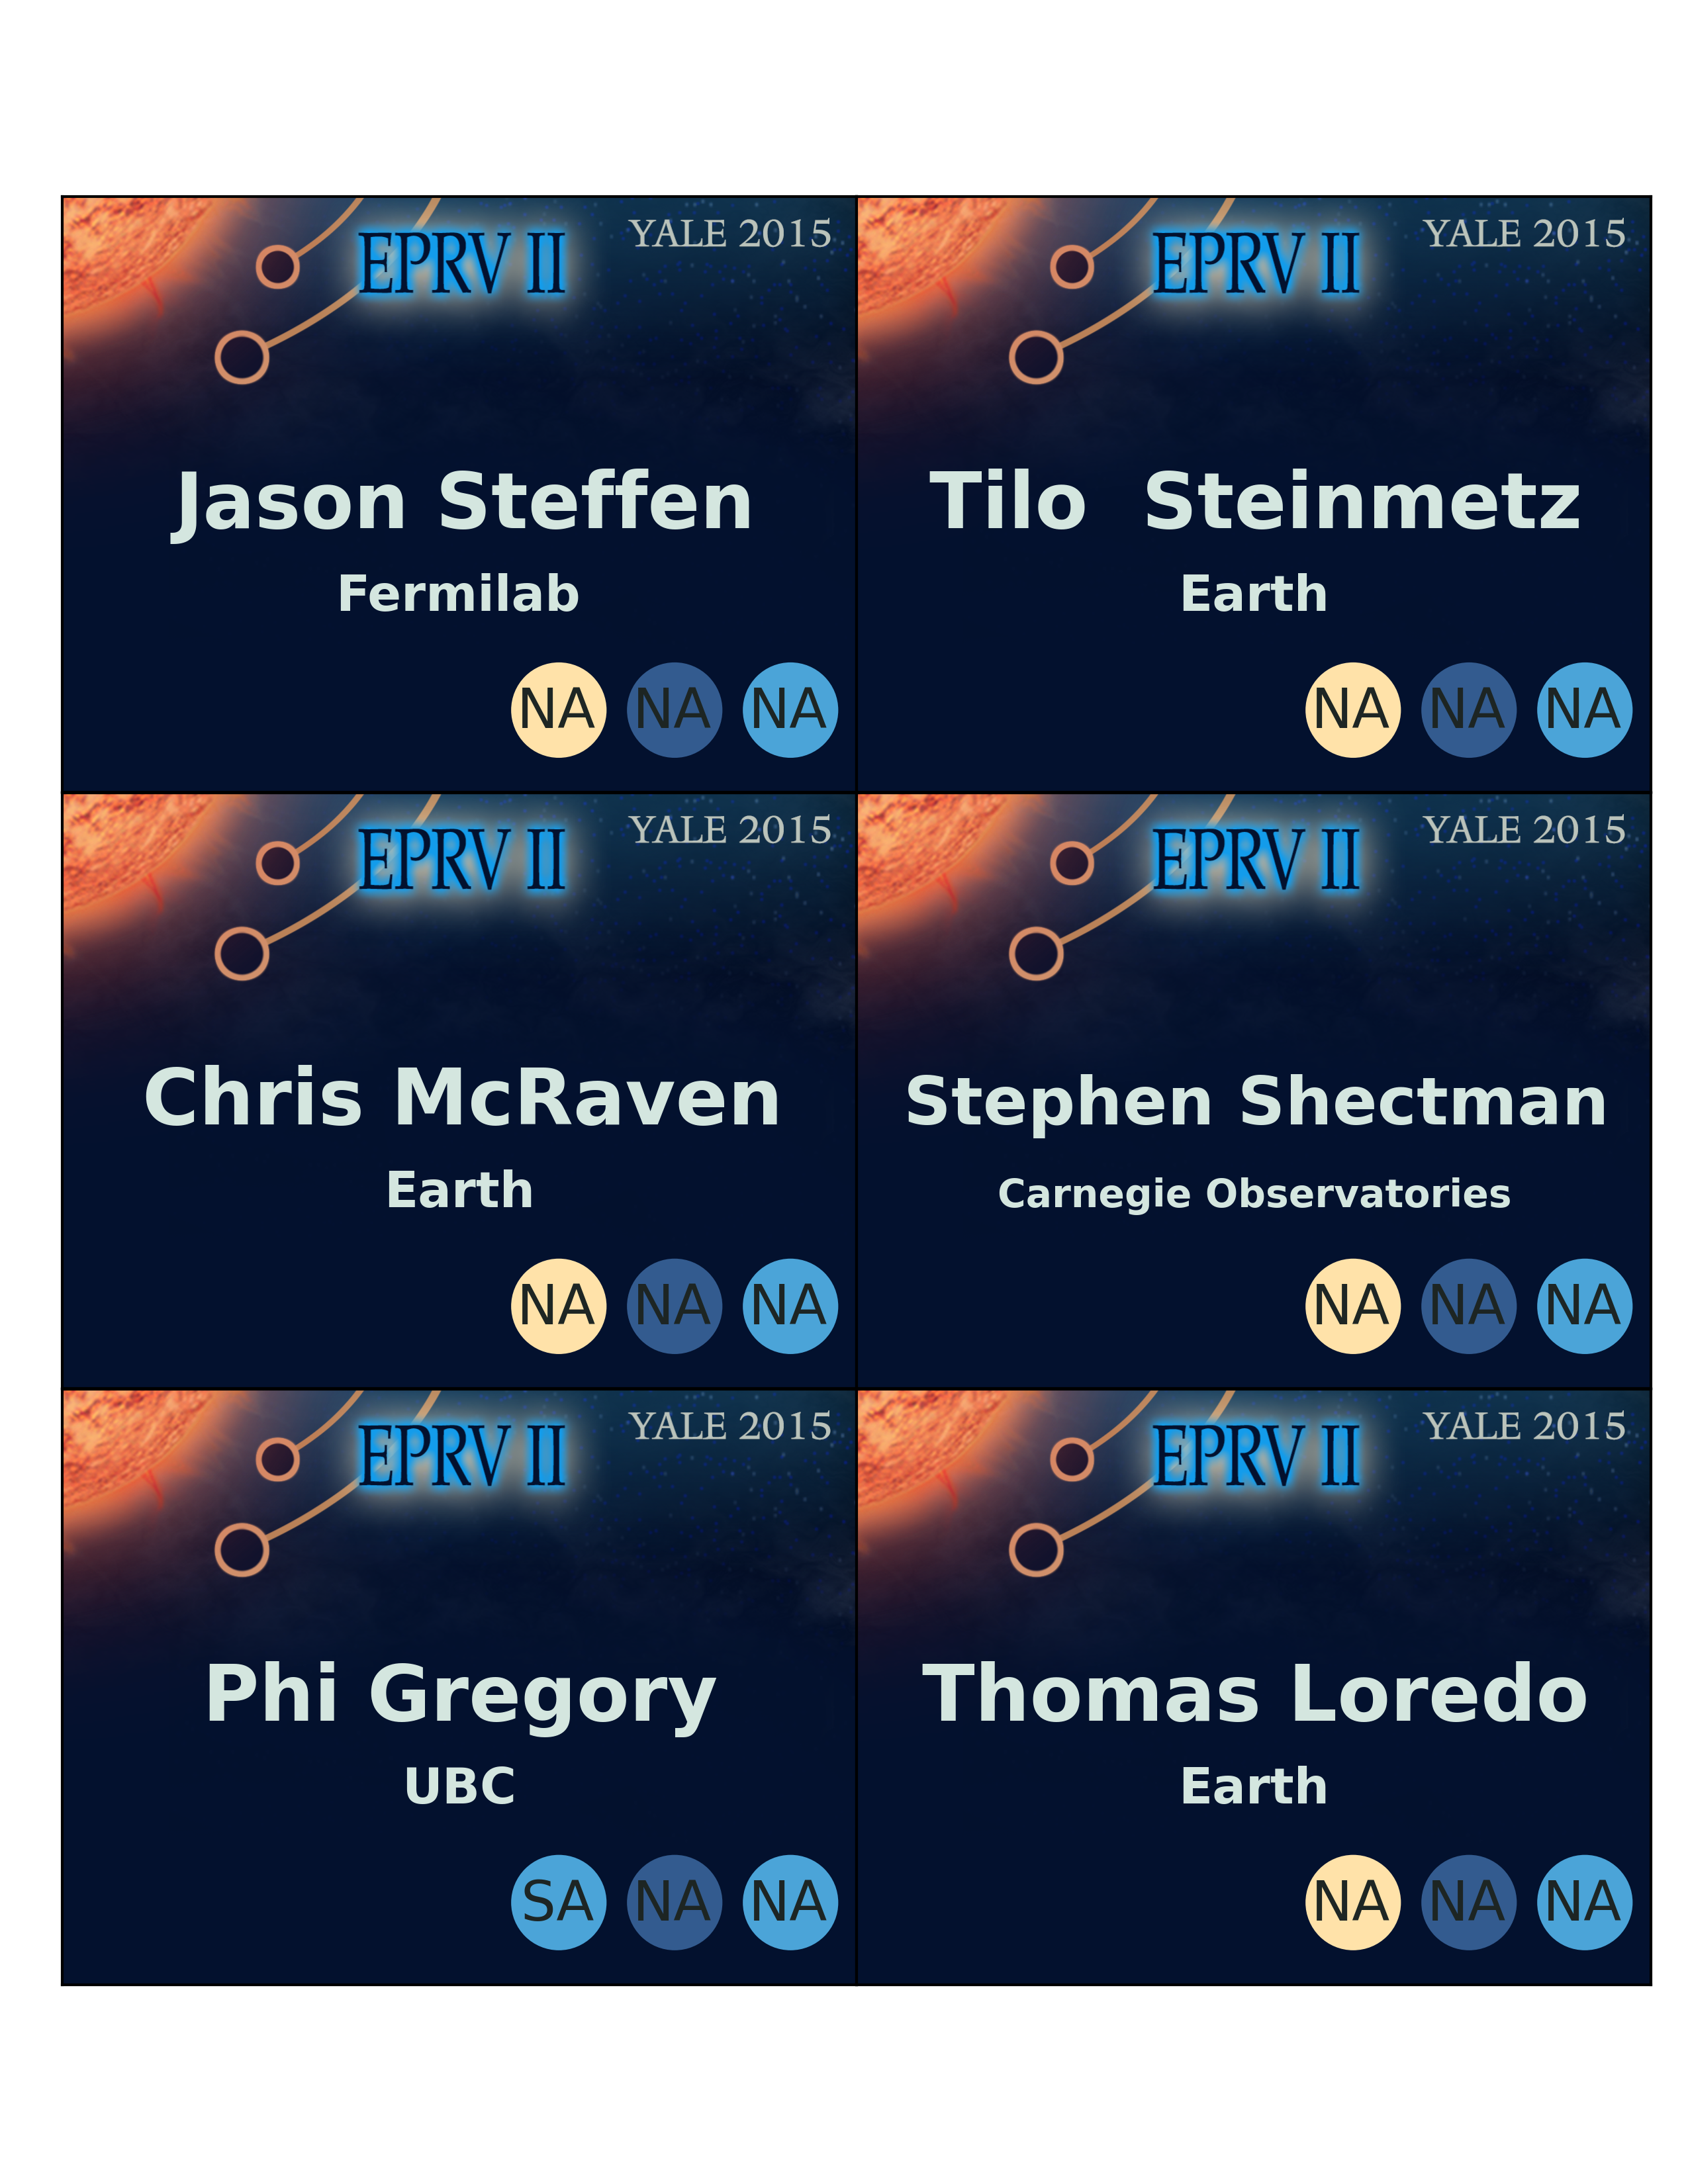 EPRV II YALE 2015
Jason Steffen
Fermilab
NA NA NA
EPRV II YALE 2015
Tilo  Steinmetz
Earth
NA NA NA
EPRV II YALE 2015
Chris McRaven
Earth
NA NA NA
EPRV II YALE 2015
Stephen Shectman
Carnegie Observatories
NA NA NA
EPRV II YALE 2015
Phi Gregory
UBC
SA NA NA
EPRV II YALE 2015
Thomas Loredo
Earth
NA NA NA